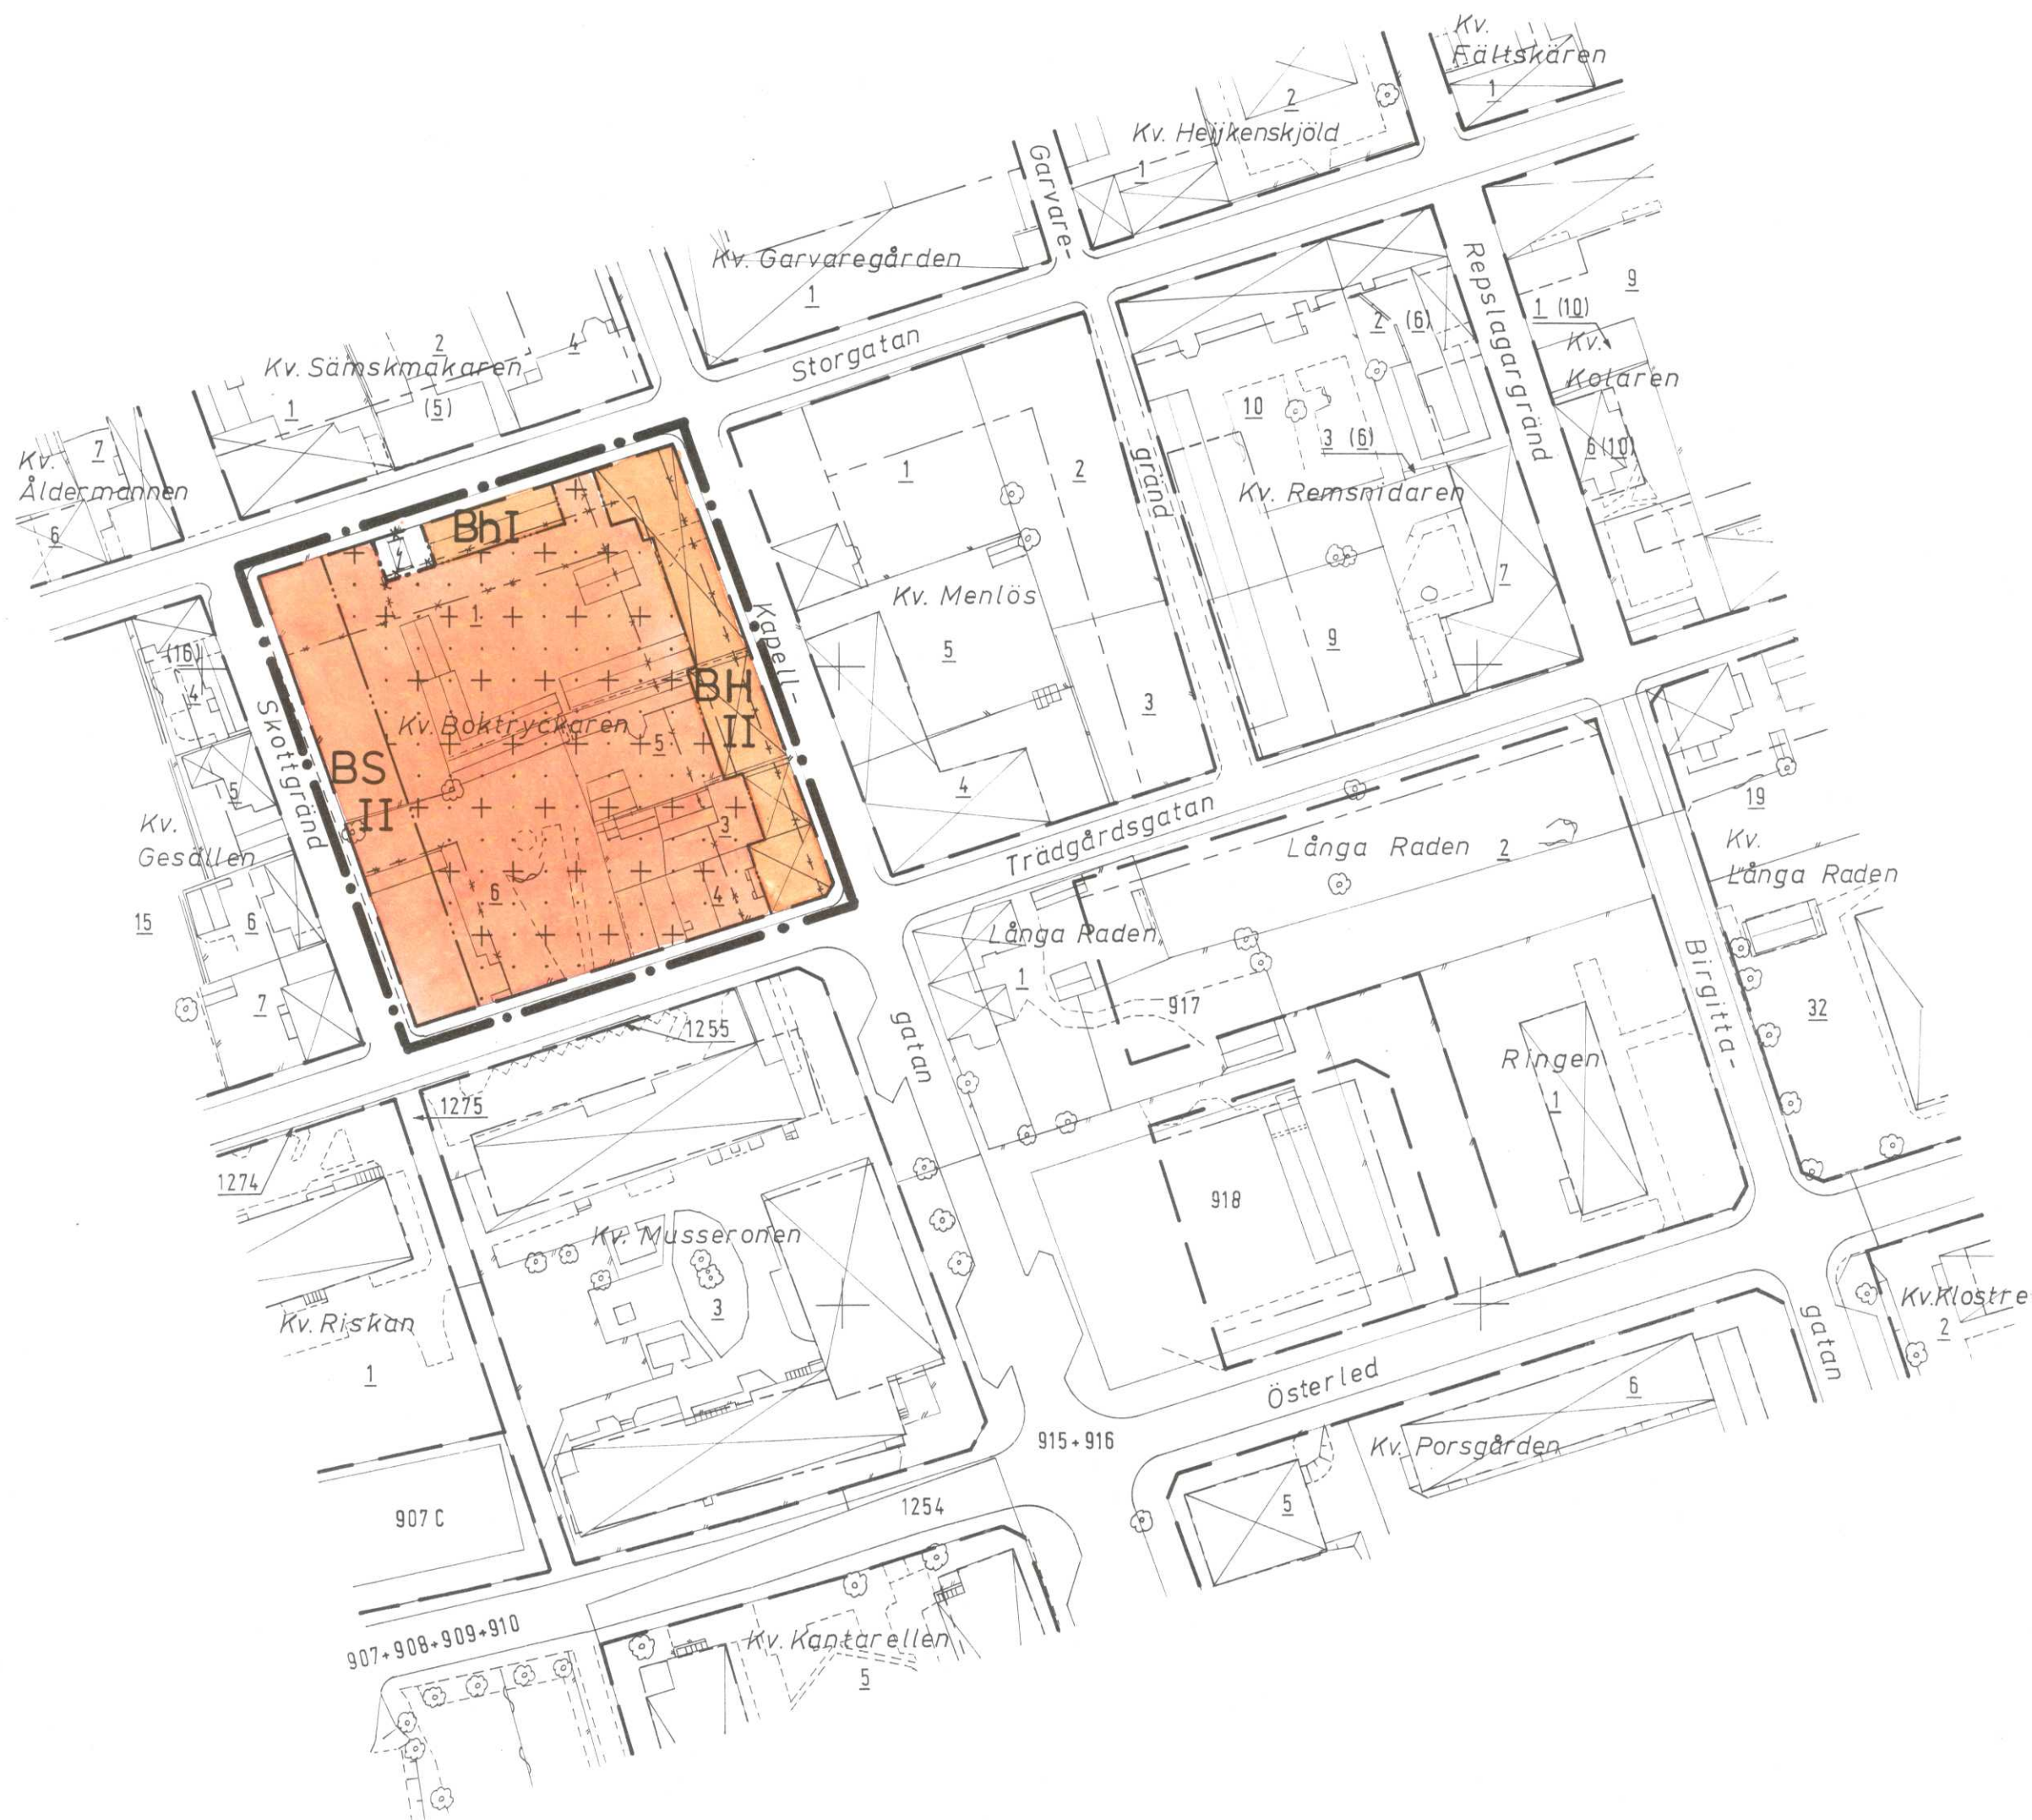 Kv.
Fältskären
1
2
Kv. Heijkenskjöld
1
Garvare-
Kv. Garvaregården
1
Repslagargränd
9
1 (10)
2 (6)
Kv.
Kolaren
Storgatan
2
4
Kv. Sämskmakaren
1
(5)
10
3 (6)
6 (10)
7
Kv.
Åldermannen
6
1
2
gränd
Kv. Remsnidaren
BhI
7
Kv. Menlös
Kapell-
1
5
9
(16)
4
BH
II
3
Skottgränd
Kv. Boktryckaren
5
BS
II
5
4
3
19
Trädgårdsgatan
Kv.
Gesällen
Långa Raden 2
Kv.
Långa Raden
6
4
15
6
Långa Raden
1
Birgitta-
7
917
32
1255
gatan
Ringen
1
1275
1274
918
Kv. Musseronen
3
Kv. Riskan
1
Kv. Klostre
2
gatan
Österled
6
915+916
Kv. Porsgården
5
907 C
1254
907+908+909+910
Kv. Kantarellen
5